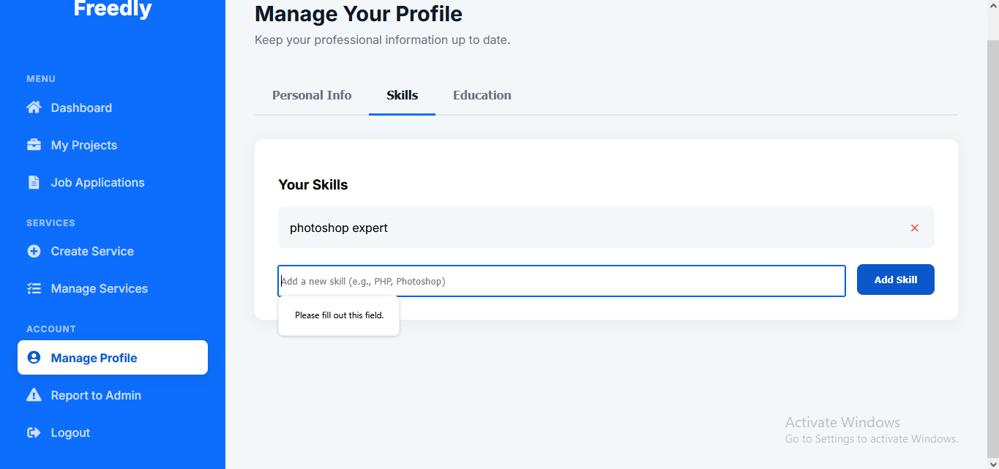 Freedly
MENU
Dashboard
My Projects
Job Applications
SERVICES
Create Service
Manage Services
ACCOUNT
Manage Profile
Report to Admin
Logout
Manage Your Profile
Keep your professional information up to date.
Personal Info
Skills
Education
Your Skills
photoshop expert
Add a new skill (e.g., PHP, Photoshop)
Add Skill
Please fill out this field.
Activate Windows
Go to Settings to activate Windows.